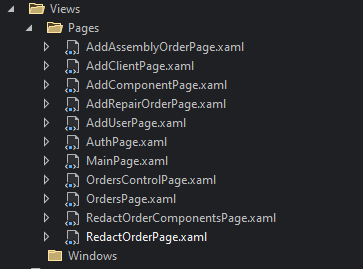 Views
Pages
AddAssemblyOrderPage.xaml
AddClientPage.xaml
AddComponentPage.xaml
AddRepairOrderPage.xaml
AddUserPage.xaml
AuthPage.xaml
MainPage.xaml
OrdersControlPage.xaml
OrdersPage.xaml
RedactOrderComponentsPage.xaml
RedactOrderPage.xaml
Windows